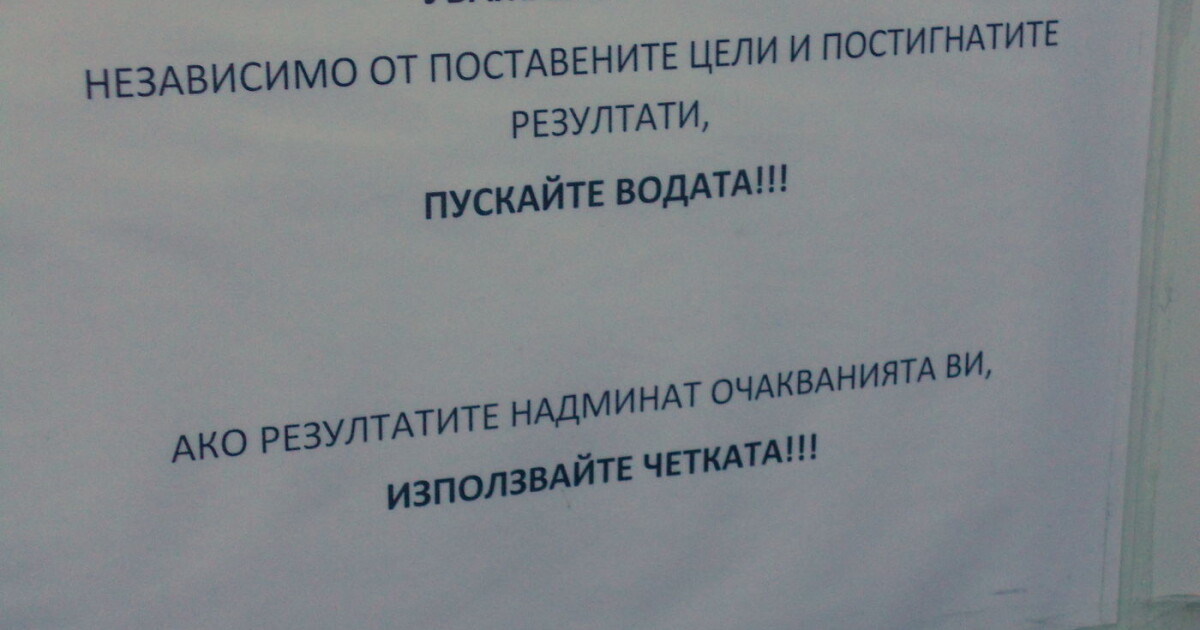 НЕЗАВИСИМО ОТ ПОСТАВЕНИТЕ ЦЕЛИ И ПОСТИГНАТИТЕ
РЕЗУЛТАТИ,
ПУСКАЙТЕ ВОДАТА!!!
АКО РЕЗУЛТАТИТЕ НАДМИНАТ ОЧАКВАНИЯТА ВИ,
ИЗПОЛЗВАЙТЕ ЧЕТКАТА!!!